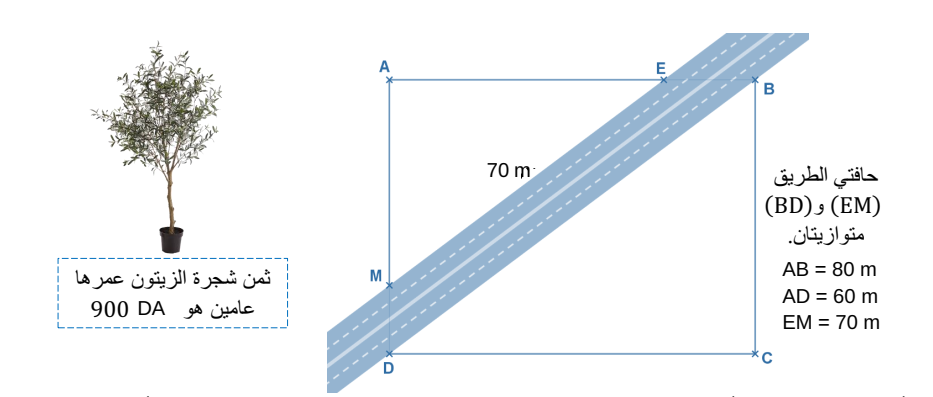 A
E
B
70 m
حافتي الطريق
(EM) و(BD)
متوازيتان.
AB = 80 m
AD = 60 m
EM = 70 m
M
D
C
ثمن شجرة الزيتون عمرها
عامين هو 900 DA